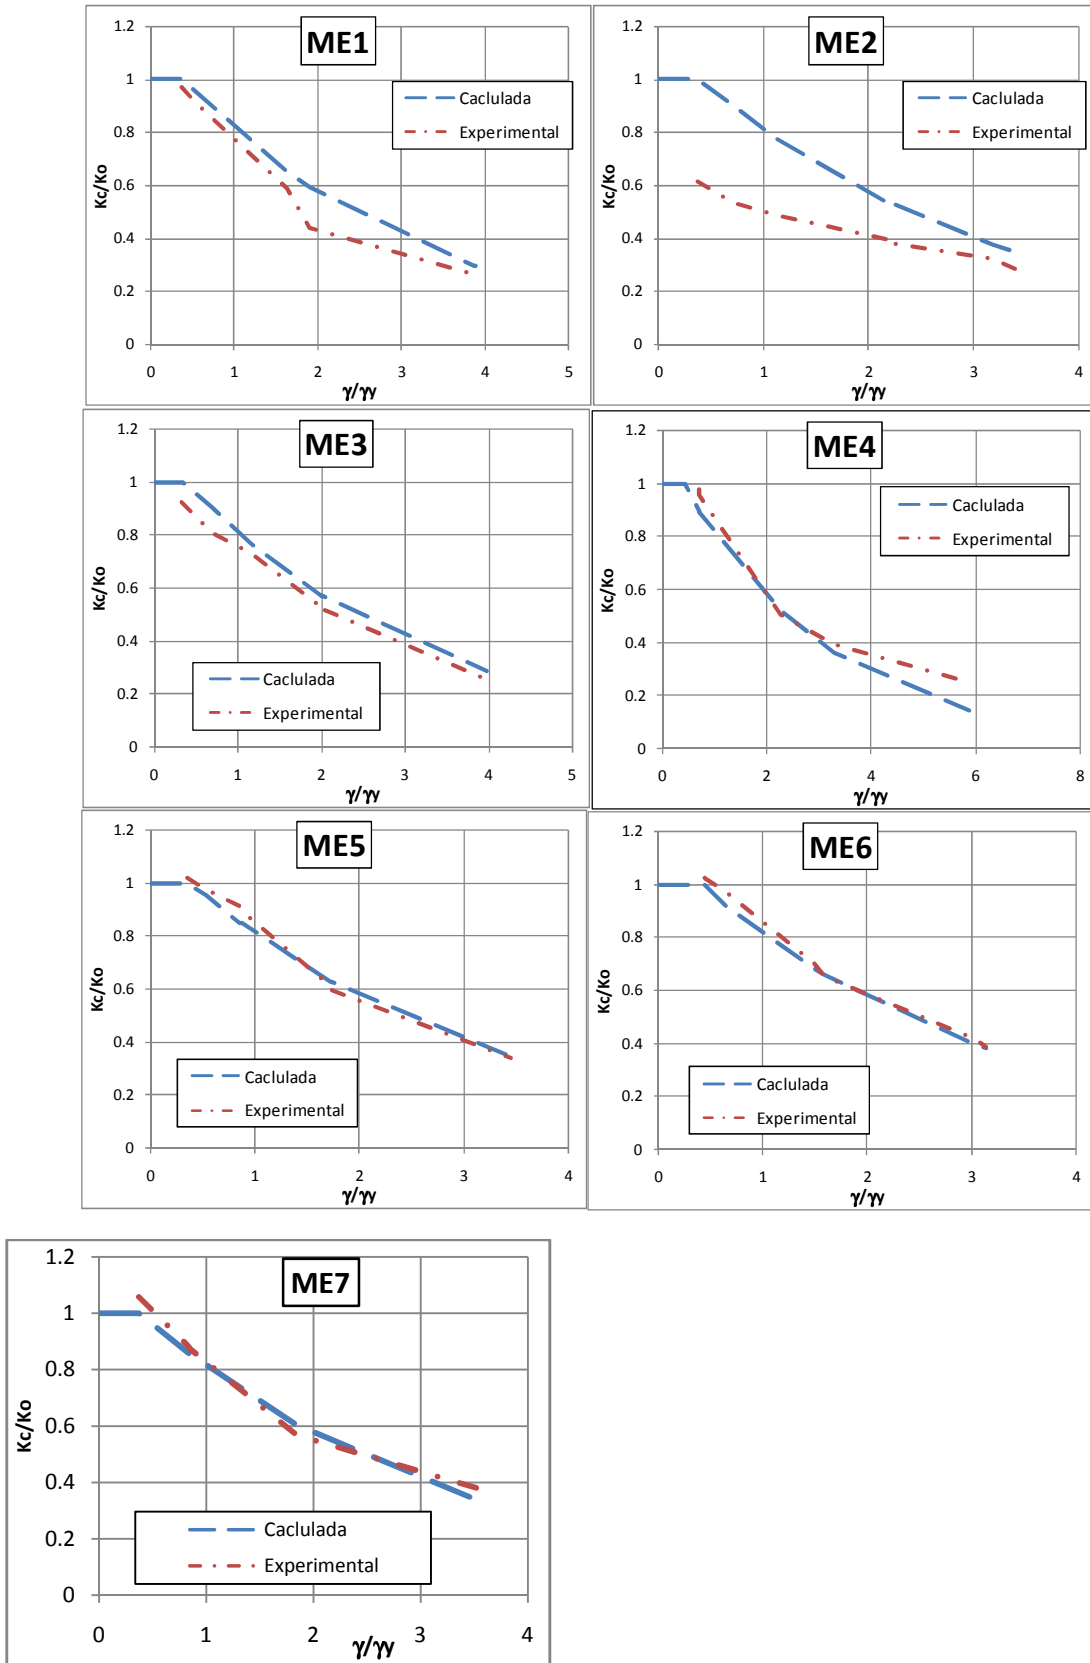 ME1
1.2
1
0.8
0.6
0.4
0.2
0
Kc/Ko
Caclulada
Experimental
0 1 2 3 4 5
γ/γy
ME2
1.2
1
0.8
0.6
0.4
0.2
0
Kc/Ko
Caclulada
Experimental
0 1 2 3 4
γ/γy
ME3
1.2
1
0.8
0.6
0.4
0.2
0
Kc/Ko
Caclulada
Experimental
0 1 2 3 4 5
γ/γy
ME4
1.2
1
0.8
0.6
0.4
0.2
0
Kc/Ko
Caclulada
Experimental
0 2 4 6 8
γ/γy
ME5
1.2
1
0.8
0.6
0.4
0.2
0
Kc/Ko
Caclulada
Experimental
0 1 2 3 4
γ/γy
ME6
1.2
1
0.8
0.6
0.4
0.2
0
Kc/Ko
Caclulada
Experimental
0 1 2 3 4
γ/γy
ME7
1.2
1
0.8
0.6
0.4
0.2
0
Kc/Ko
Caclulada
Experimental
0 1 2 3 4
γ/γy